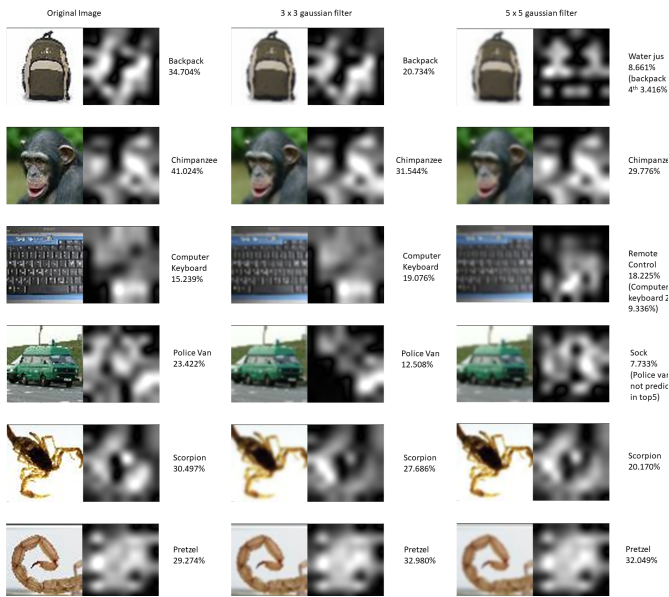 Original Image
3 x 3 gaussian filter
5 x 5 gaussian filter
Backpack
34.704%
Backpack
20.734%
Water jus
8.661%
(backpack
4th 3.416%
Chimpanzee
41.024%
Chimpanzee
31.544%
Chimpanze
29.776%
Computer
Keyboard
15.239%
Computer
Keyboard
19.076%
Remote
Control
18.225%
(Computer
keyboard 2
9.336%)
Police Van
23.422%
Police Van
12.508%
Sock
7.733%
(Police van
not predic
in top5)
Scorpion
30.497%
Scorpion
27.686%
Scorpion
20.170%
Pretzel
29.274%
Pretzel
32.980%
Pretzel
32.049%